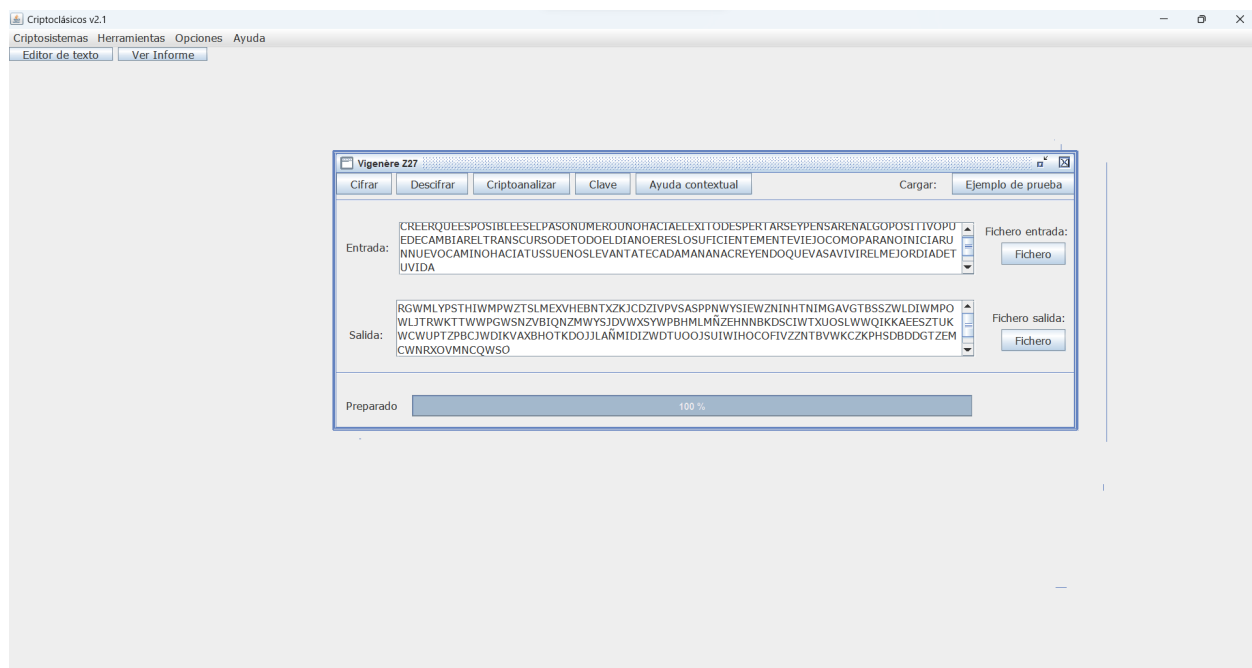 Criptoclásicos v2.1
Criptosistemas Herramientas Opciones Ayuda
Editor de texto Ver Informe
Vigenère Z27
Cifrar Descifrar Criptoanalizar Clave Ayuda contextual Cargar: Ejemplo de prueba
Entrada:
CREERQUEESPOSIBLEESELPASONUMEROUNOHACIAELEXITODESPERTARSEYPENSARENALGOPOSITIVOPU
EDECAMBIARELTRANSCURSODETODOELDIANOERESLOSUFICIENTEMENTEVIEJOCOMOPARANOINICIARU
NNUEVOCAMINOHACIATUSSUENOSLEVANTATECADAMANANACREYENDOQUEVASAVIVIRELMEJORDIADET
UVIDA
Fichero entrada:
Fichero
Salida:
RGWMLYPSTHIWMPWZTSLMEXVHEBNTXZKJCDZIVPVSASPPNWYSIEWZNINHTNIMGAVGTBSSZWLDIWMPO
WLJTRWKTTWWPGWSNZVBIQNZMWYSJDVWXSYWPBHMLMÑZEHNNBKDSCIWTXUOSLWWQIKKAEESZTUK
WCWUPTZPBCJWDIKVAXBHOTKDOJJLAÑMIDIZWDTUOOJSUIWIHOCOFIVZZNTBVWKCZKPHSDBDDGTZEM
CWNRXOVMNCQWSO
Fichero salida:
Fichero
Preparado
100 %